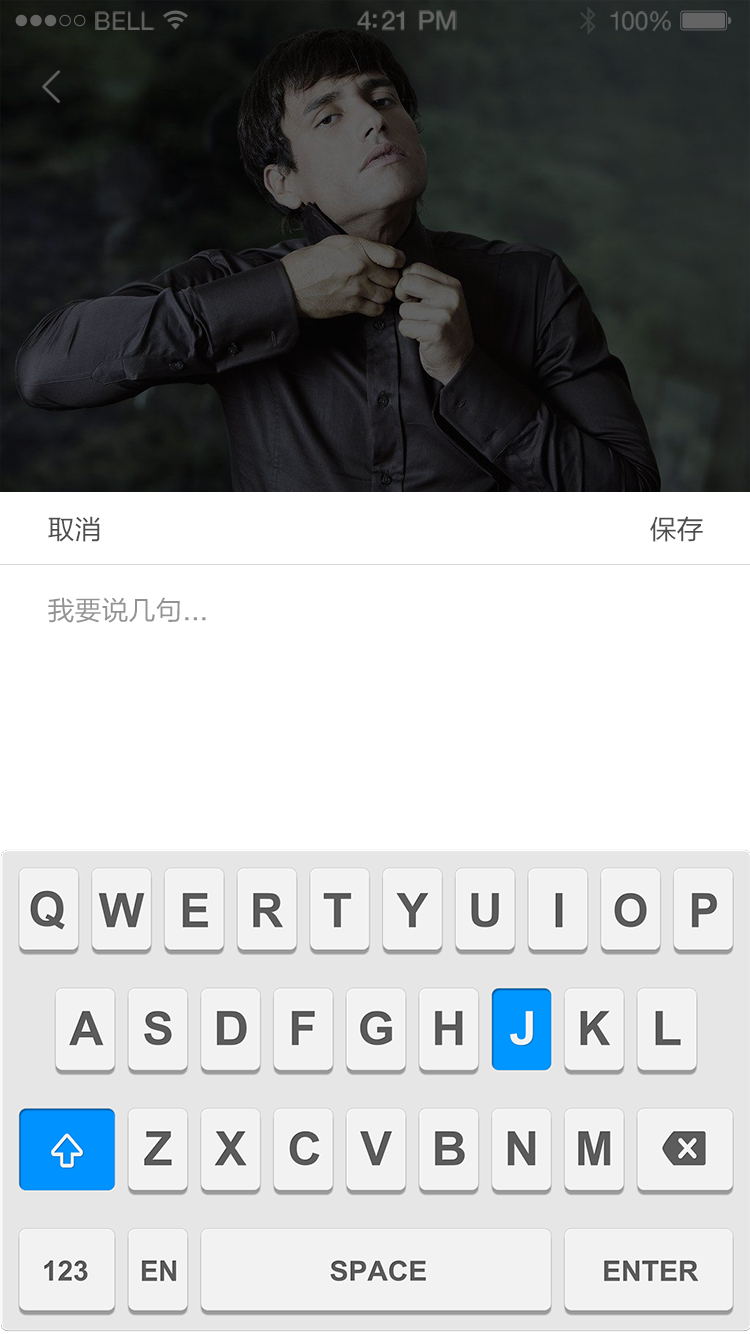 BELL 4:21 PM 100%
取消 保存
我要说几句...
Q W E R T Y U I O P
A S D F G H J K L
Z X C V B N M
123 EN SPACE ENTER